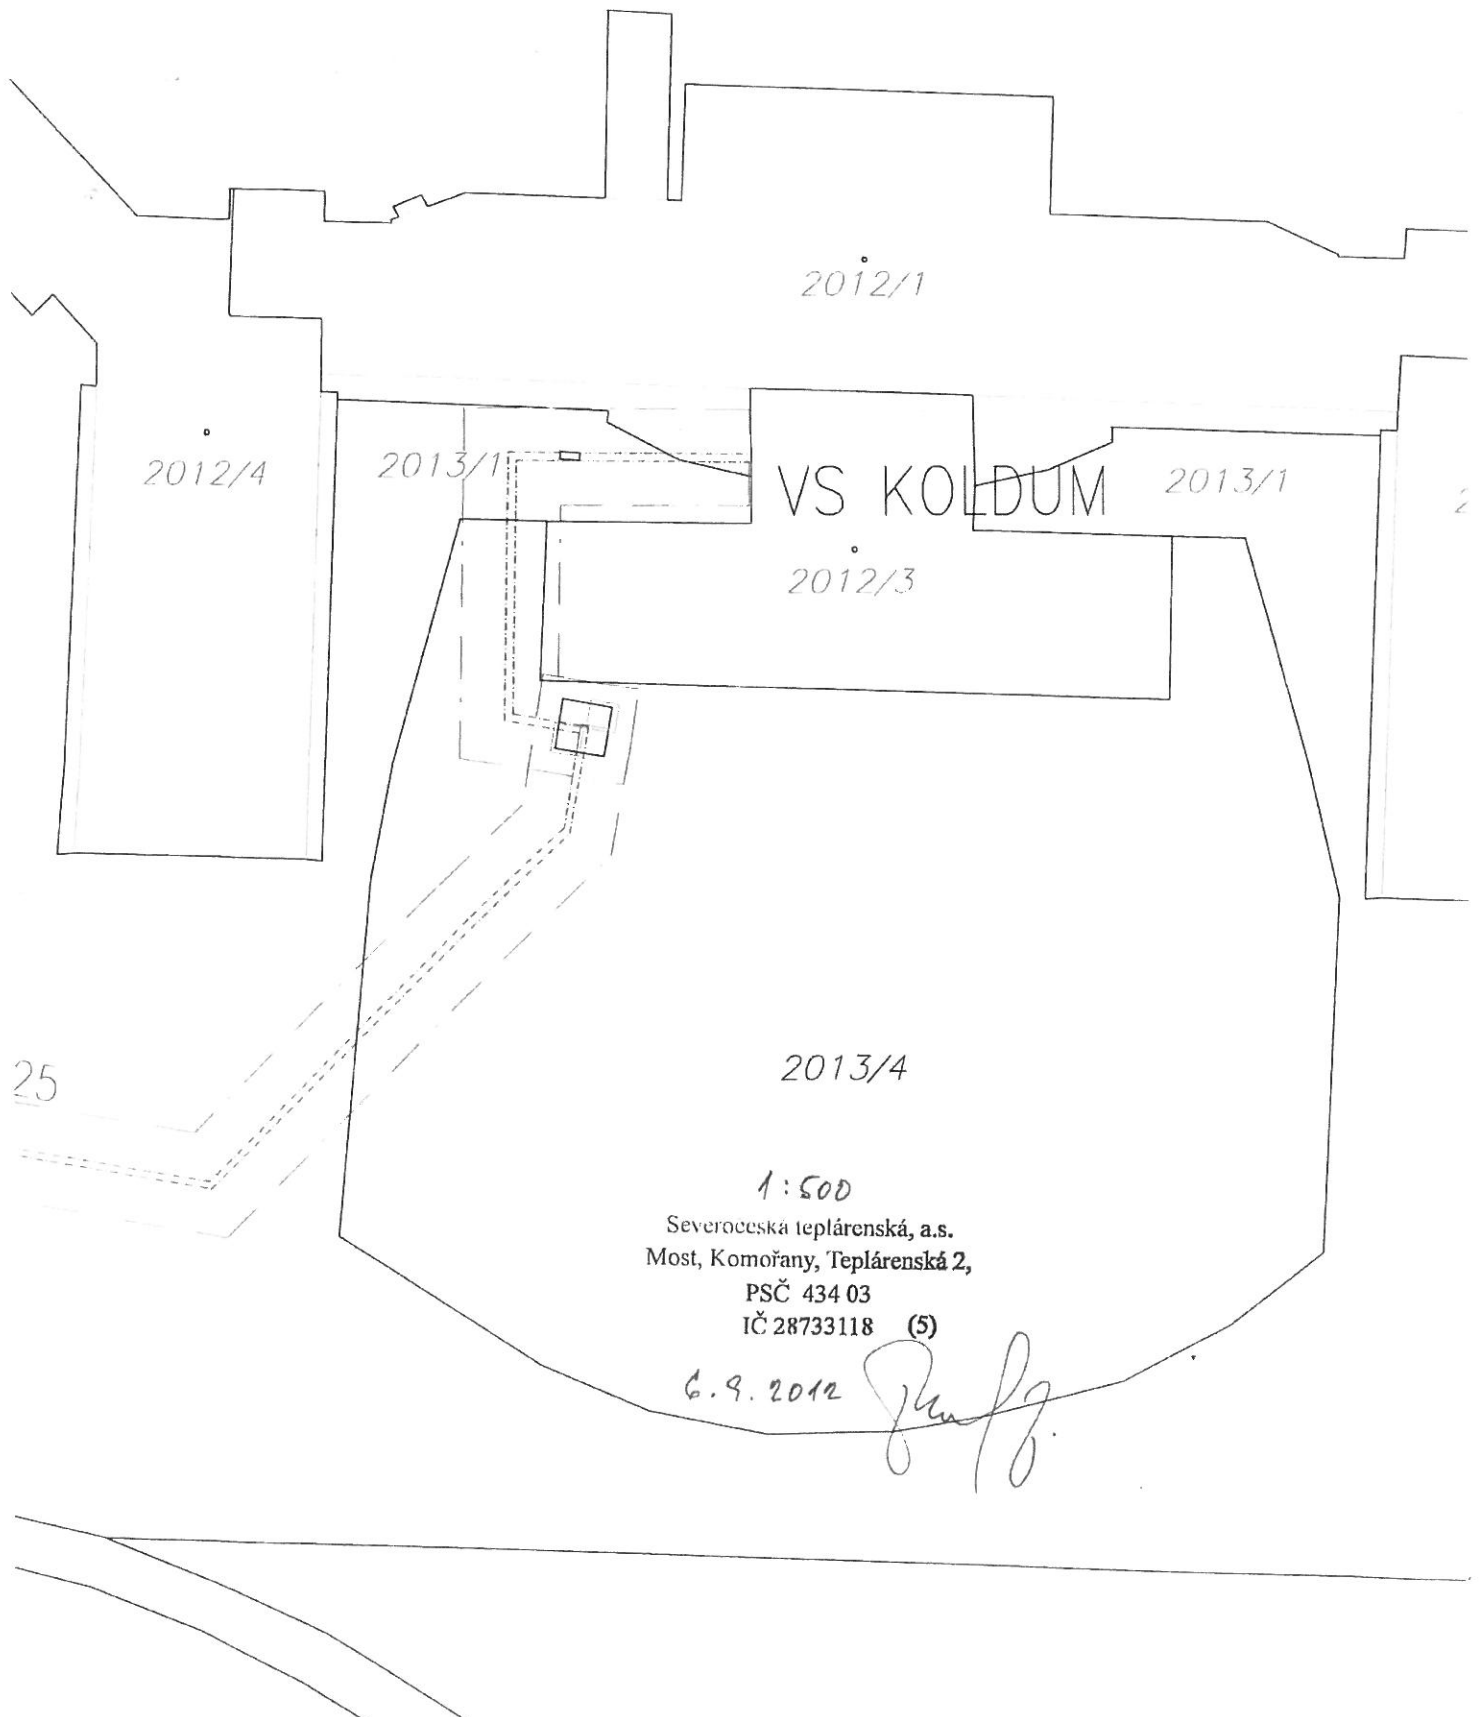 2012/1
2012/4
2013/1
VS KOLDUM
2013/1
2012/3
25
2013/4
1:500
Severočeská teplárenská, a.s.
Most, Komořany, Teplárenská 2,
PSČ 434 03
IČ 28733118 (5)
6.9.2012